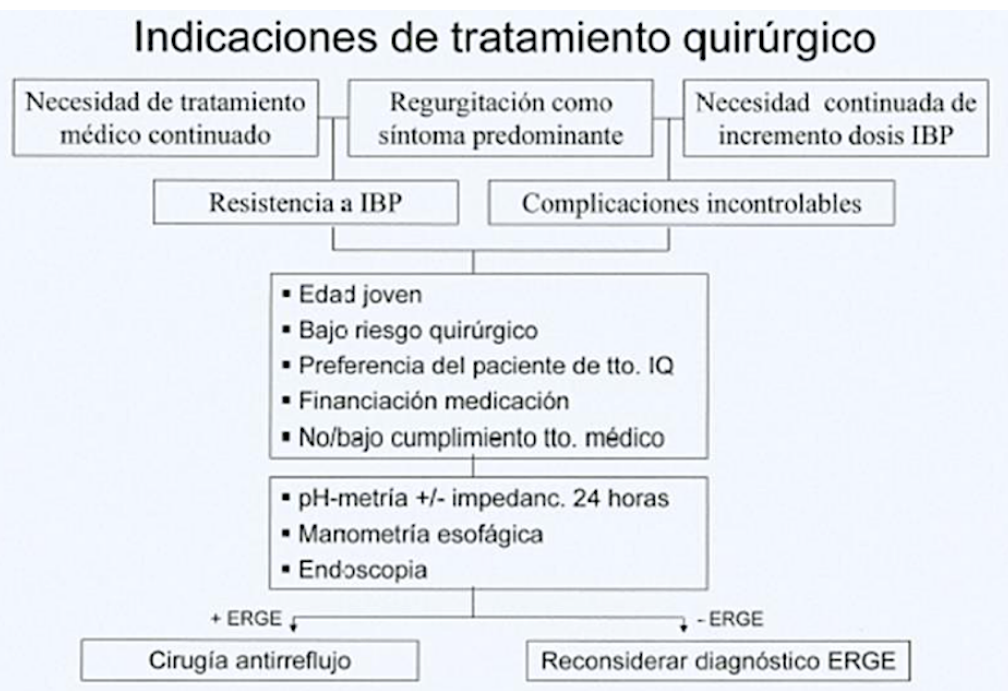 Indicaciones de tratamiento quirúrgico
Necesidad de tratamiento
médico continuado
Regurgitación como
síntoma predominante
Necesidad continuada de
incremento dosis IBP
Resistencia a IBP
Complicaciones incontrolables
▪ Edad joven
▪ Bajo riesgo quirúrgico
▪ Preferencia del paciente de tto. IQ
▪ Financiación medicación
▪ No/bajo cumplimiento tto. médico
▪ pH-metría +/- impedanc. 24 horas
▪ Manometría esofágica
▪ Endoscopia
+ ERGE
- ERGE
Cirugía antirreflujo
Reconsiderar diagnóstico ERGE